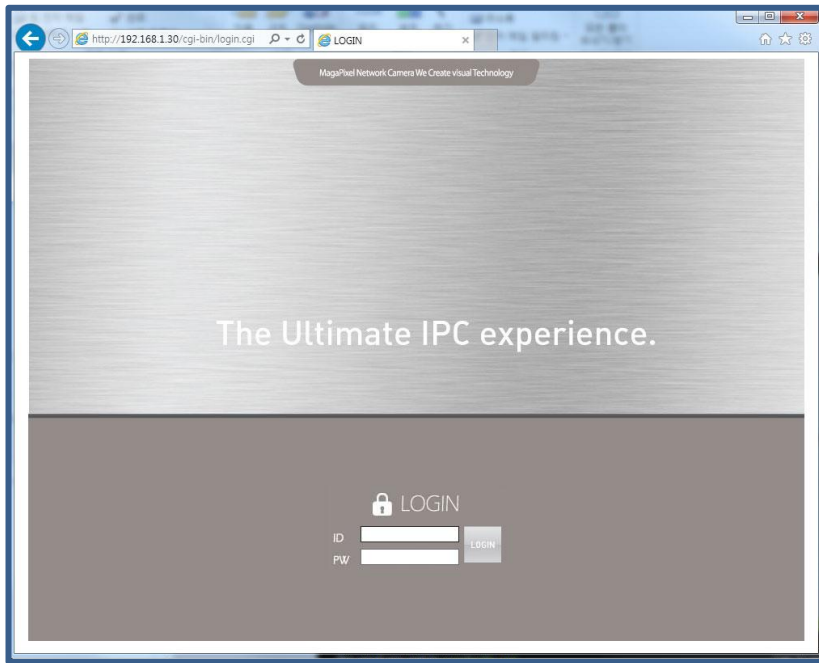 http://192.168.1.30/cgi-bin/login.cgi
LOGIN
MagaPixel Network Camera We Create visual Technology
The Ultimate IPC experience.
LOGIN
ID
LOGIN
PW